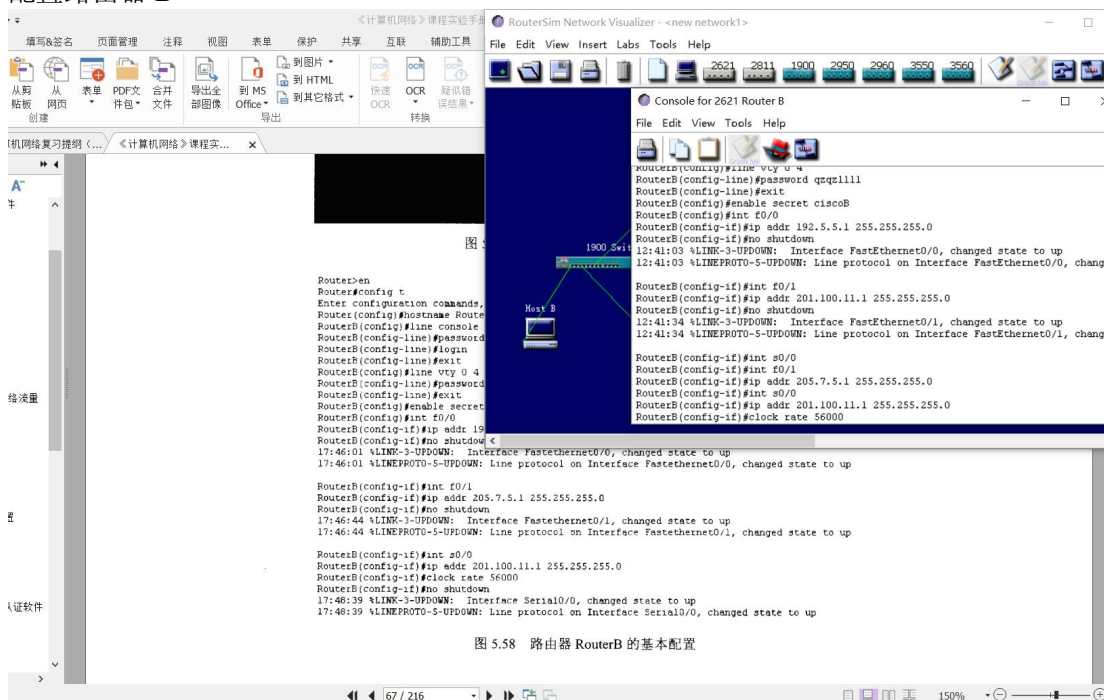 配置路由器 B
《计算机网络》课程实验手册
填写&签名 页面管理 注释 视图 表单 保护 共享 互联 辅助工具
从剪贴板 从网页 表单 PDF文件包 合并文件 导出全部图像 到 MS Office 到图片 到 HTML 到其它格式 快速OCR OCR 疑似错误结果
创建 导出 转换
算机网络复习提纲 (... 《计算机网络》课程实... x
络流量
认证软件
RouterSim Network Visualizer - <new network1>
File Edit View Insert Labs Tools Help
2621 2811 1900 2950 2960 3550 3560
1900 Swit
Host B
Console for 2621 Router B
File Edit View Tools Help
RouterB(config)#line vty 0 4
RouterB(config-line)#password qzqz1111
RouterB(config-line)#exit
RouterB(config)#enable secret ciscoB
RouterB(config)#int f0/0
RouterB(config-if)#ip addr 192.5.5.1 255.255.255.0
RouterB(config-if)#no shutdown
12:41:03 %LINK-3-UPDOWN: Interface FastEthernet0/0, changed state to up
12:41:03 %LINEPROTO-5-UPDOWN: Line protocol on Interface FastEthernet0/0, chang
RouterB(config-if)#int f0/1
RouterB(config-if)#ip addr 201.100.11.1 255.255.255.0
RouterB(config-if)#no shutdown
12:41:34 %LINK-3-UPDOWN: Interface FastEthernet0/1, changed state to up
12:41:34 %LINEPROTO-5-UPDOWN: Line protocol on Interface FastEthernet0/1, chang
RouterB(config-if)#int s0/0
RouterB(config-if)#int f0/1
RouterB(config-if)#ip addr 205.7.5.1 255.255.255.0
RouterB(config-if)#int s0/0
RouterB(config-if)#ip addr 201.100.11.1 255.255.255.0
RouterB(config-if)#clock rate 56000
图
Router>en
Router#config t
Enter configuration commands,
Router(config)#hostname Route
RouterB(config)#line console
RouterB(config-line)#password
RouterB(config-line)#login
RouterB(config-line)#exit
RouterB(config)#line vty 0 4
RouterB(config-line)#password
RouterB(config-line)#exit
RouterB(config)#enable secret
RouterB(config)#int f0/0
RouterB(config-if)#ip addr 19
RouterB(config-if)#no shutdow
17:46:01 %LINK-3-UPDOWN: Interface Fastethernet0/0, changed state to up
17:46:01 %LINEPROTO-5-UPDOWN: Line protocol on Interface Fastethernet0/0, changed state to up
RouterB(config-if)#int f0/1
RouterB(config-if)#ip addr 205.7.5.1 255.255.255.0
RouterB(config-if)#no shutdown
17:46:44 %LINK-3-UPDOWN: Interface Fastethernet0/1, changed state to up
17:46:44 %LINEPROTO-5-UPDOWN: Line protocol on Interface Fastethernet0/1, changed state to up
RouterB(config-if)#int s0/0
RouterB(config-if)#ip addr 201.100.11.1 255.255.255.0
RouterB(config-if)#clock rate 56000
RouterB(config-if)#no shutdown
17:48:39 %LINK-3-UPDOWN: Interface Serial0/0, changed state to up
17:48:39 %LINEPROTO-5-UPDOWN: Line protocol on Interface Serial0/0, changed state to up
图 5.58 路由器 RouterB 的基本配置
67 / 216
150%